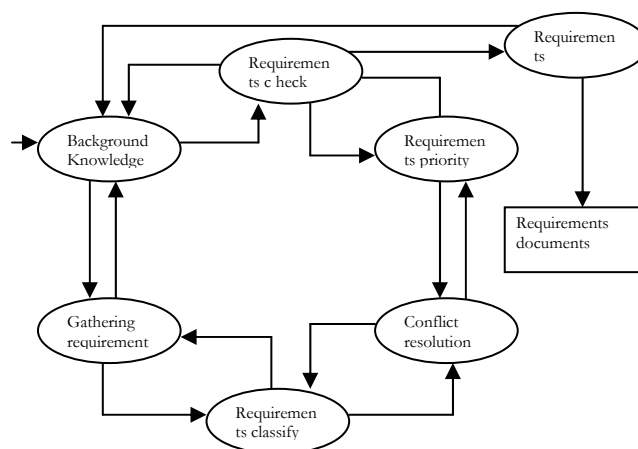 Requiremen
ts
Requiremen
ts c heck
Background
Knowledge
Requiremen
ts priority
Requirements
documents
Gathering
requirement
Conflict
resolution
Requiremen
ts classify